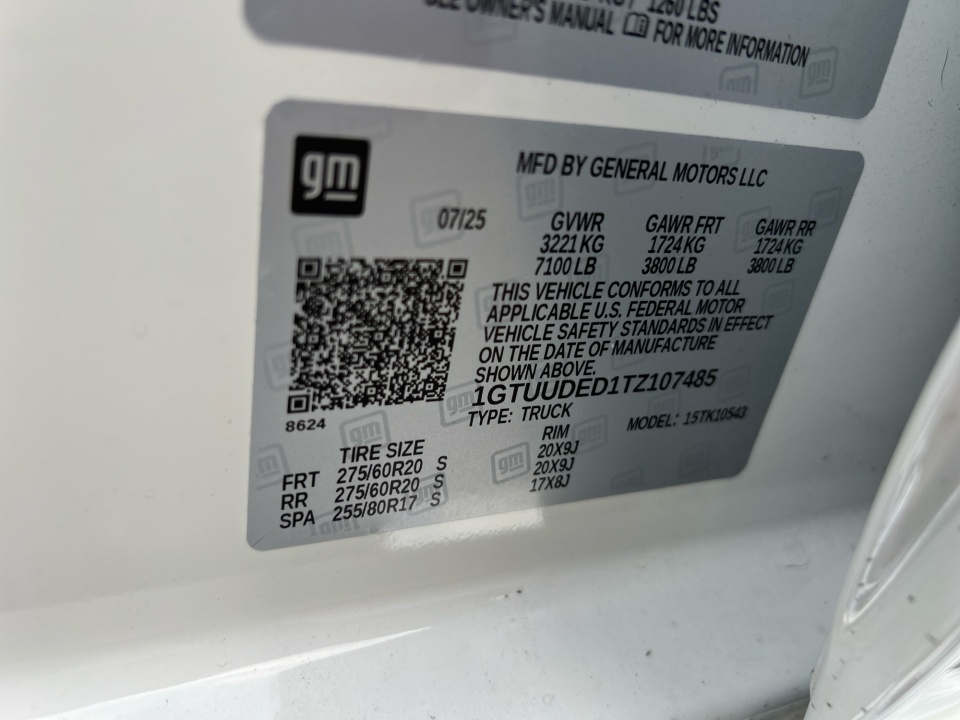 1260 LBS
SEE OWNER'S MANUAL FOR MORE INFORMATION
gm
MFD BY GENERAL MOTORS LLC
07/25 GVWR GAWR FRT GAWR RR
3221 KG 1724 KG 1724 KG
7100 LB 3800 LB 3800 LB
THIS VEHICLE CONFORMS TO ALL
APPLICABLE U.S. FEDERAL MOTOR
VEHICLE SAFETY STANDARDS IN EFFECT
ON THE DATE OF MANUFACTURE
SHOWN ABOVE.
1GTUUDED1TZ107485
TYPE: TRUCK MODEL: 15TK10543
8624
TIRE SIZE RIM
FRT 275/60R20 S 20X9J
RR 275/60R20 S 20X9J
SPA 255/80R17 S 17X8J